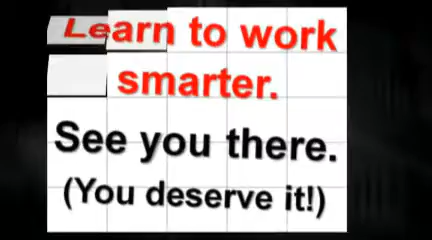 Learn to work
smarter.
See you there.
(You deserve it!)